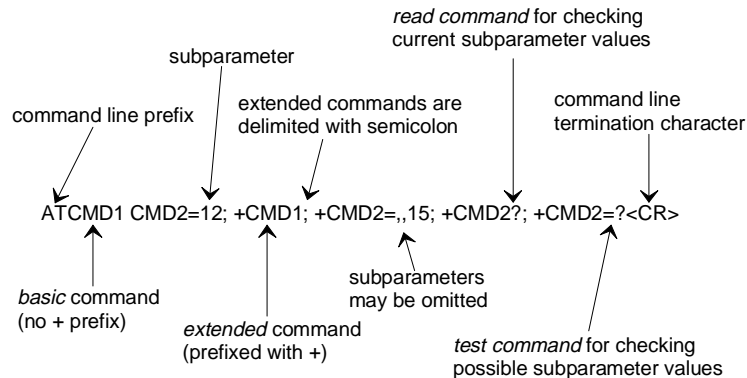 read command for checking
current subparameter values
subparameter
extended commands are
delimited with semicolon
command line
termination character
command line prefix
ATCMD1 CMD2=12; +CMD1; +CMD2=,,15; +CMD2?; +CMD2=?<CR>
basic command
(no + prefix)
extended command
(prefixed with +)
subparameters
may be omitted
test command for checking
possible subparameter values